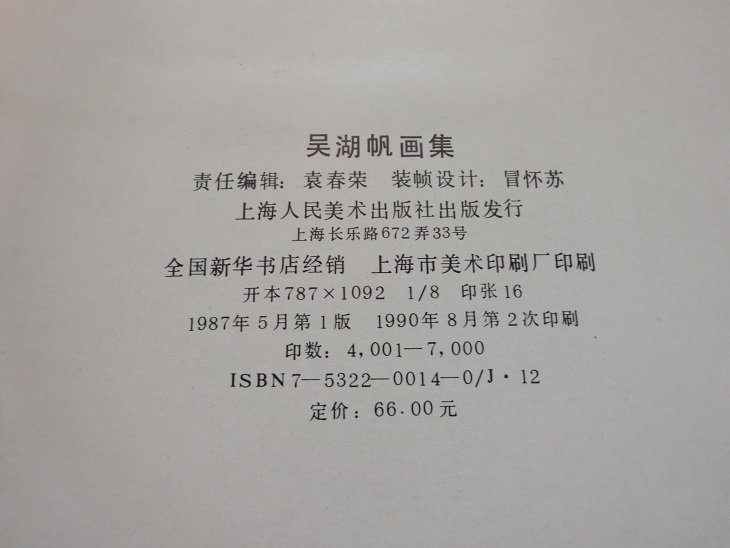 吴湖帆画集
责任编辑：袁春荣　装帧设计：冒怀苏
上海人民美术出版社出版发行
上海长乐路672弄33号
全国新华书店经销　上海市美术印刷厂印刷
开本787×1092　1/8　印张16
1987年5月第1版　1990年8月第2次印刷
印数：4,001—7,000
ISBN7—5322—0014—0/J·12
定价：66.00元